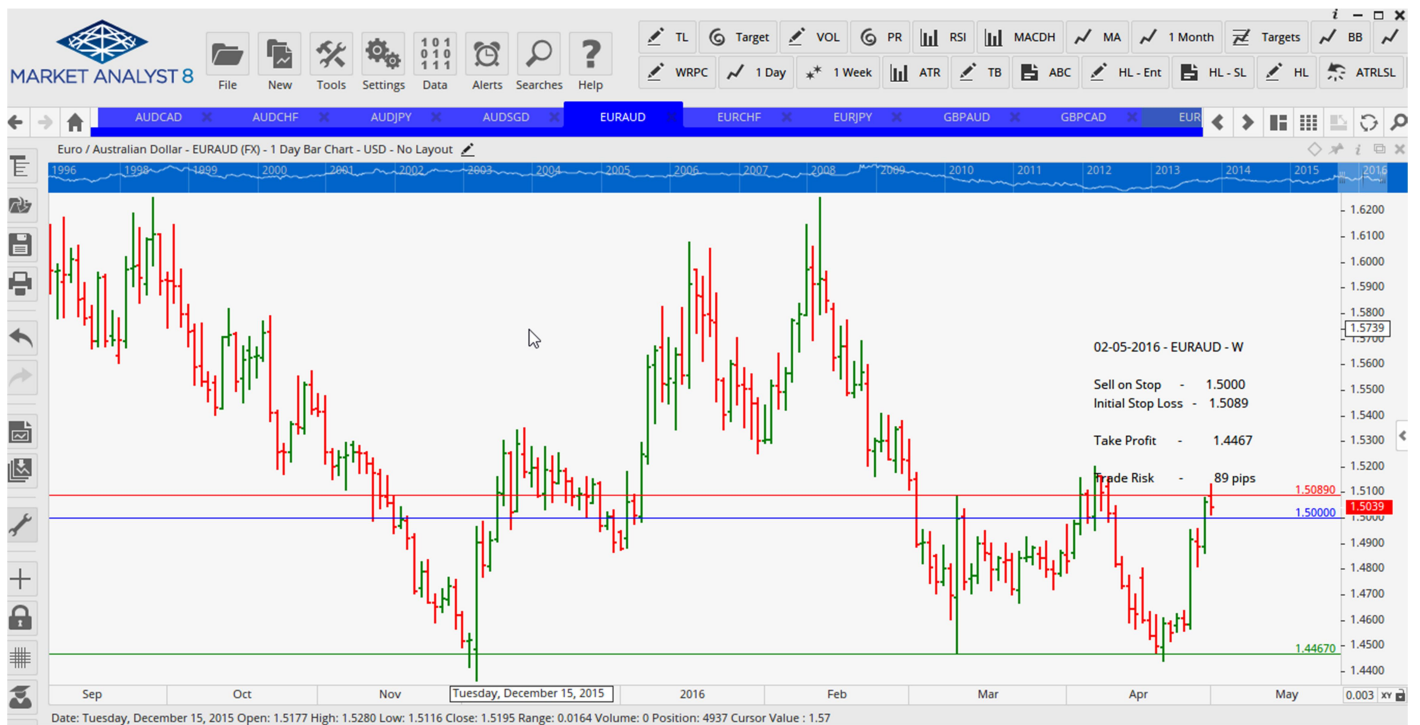 MARKET ANALYST 8
File New Tools Settings Data Alerts Searches Help
101
010
111
TL Target VOL PR RSI MACDH MA 1 Month Targets BB
WRPC 1 Day 1 Week ATR TB ABC HL - Ent HL - SL HL ATRLSL
AUDCAD AUDCHF AUDJPY AUDSGD EURAUD EURCHF EURJPY GBPAUD GBPCAD EUR
Euro / Australian Dollar - EURAUD (FX) - 1 Day Bar Chart - USD - No Layout
1996 1998 1999 2000 2001 2002 2003 2004 2005 2006 2007 2008 2009 2010 2011 2012 2013 2014 2015 2016
1.6200
1.6100
1.6000
1.5900
1.5800
1.5739
1.5700
1.5600
1.5500
1.5400
1.5300
1.5200
1.5100
1.5039
1.5000
1.4900
1.4800
1.4700
1.4600
1.4500
1.4400
02-05-2016 - EURAUD - W
Sell on Stop - 1.5000
Initial Stop Loss - 1.5089
Take Profit - 1.4467
Trade Risk - 89 pips
1.50890
1.50000
1.44670
Sep Oct Nov Tuesday, December 15, 2015 2016 Feb Mar Apr May 0.003 XY
Date: Tuesday, December 15, 2015 Open: 1.5177 High: 1.5280 Low: 1.5116 Close: 1.5195 Range: 0.0164 Volume: 0 Position: 4937 Cursor Value : 1.57